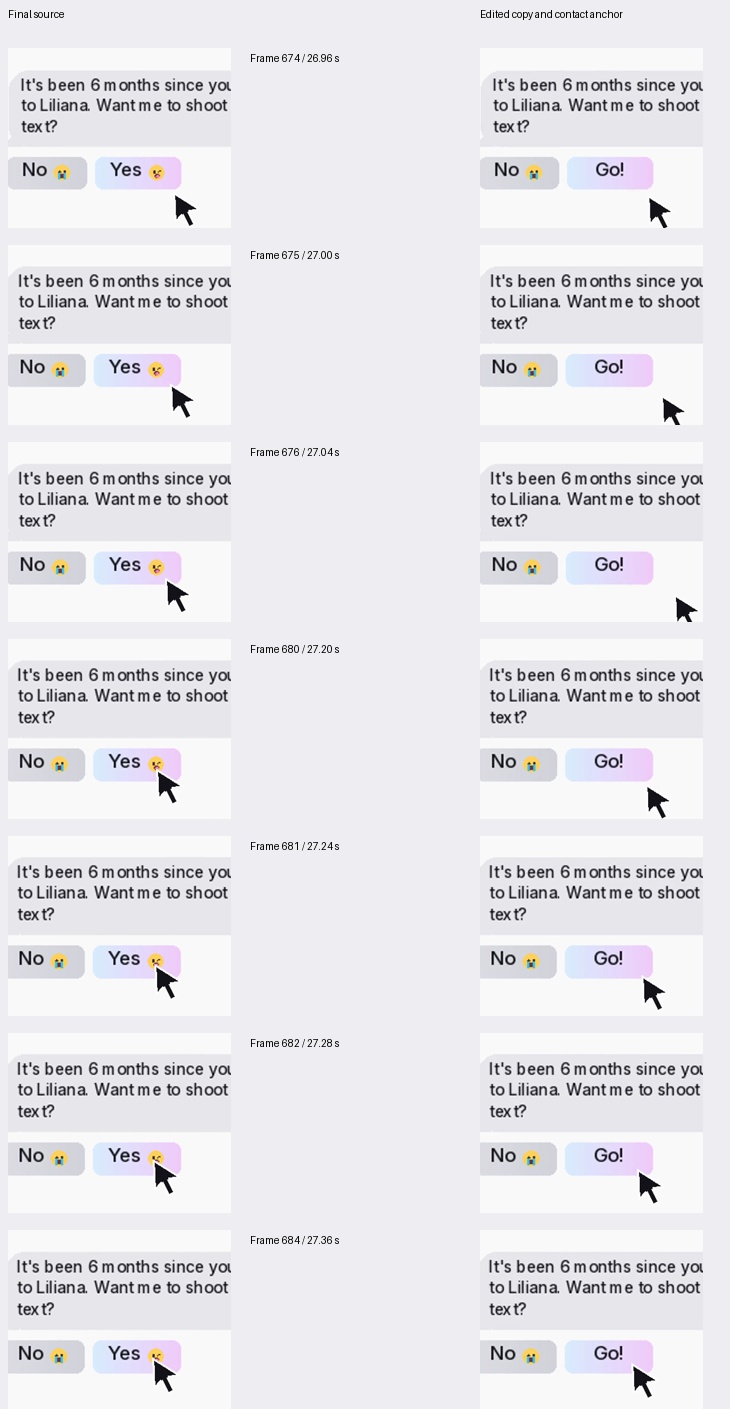 Final source
Edited copy and contact anchor
Frame 674 / 26.96 s
It's been 6 months since you
to Liliana. Want me to shoot
text?
No 😭 Yes 😜
It's been 6 months since you
to Liliana. Want me to shoot
text?
No 😭 Go!
Frame 675 / 27.00 s
It's been 6 months since you
to Liliana. Want me to shoot
text?
No 😭 Yes 😜
It's been 6 months since you
to Liliana. Want me to shoot
text?
No 😭 Go!
Frame 676 / 27.04 s
It's been 6 months since you
to Liliana. Want me to shoot
text?
No 😭 Yes 😜
It's been 6 months since you
to Liliana. Want me to shoot
text?
No 😭 Go!
Frame 680 / 27.20 s
It's been 6 months since you
to Liliana. Want me to shoot
text?
No 😭 Yes 😜
It's been 6 months since you
to Liliana. Want me to shoot
text?
No 😭 Go!
Frame 681 / 27.24 s
It's been 6 months since you
to Liliana. Want me to shoot
text?
No 😭 Yes 😜
It's been 6 months since you
to Liliana. Want me to shoot
text?
No 😭 Go!
Frame 682 / 27.28 s
It's been 6 months since you
to Liliana. Want me to shoot
text?
No 😭 Yes 😜
It's been 6 months since you
to Liliana. Want me to shoot
text?
No 😭 Go!
Frame 684 / 27.36 s
It's been 6 months since you
to Liliana. Want me to shoot
text?
No 😭 Yes 😜
It's been 6 months since you
to Liliana. Want me to shoot
text?
No 😭 Go!